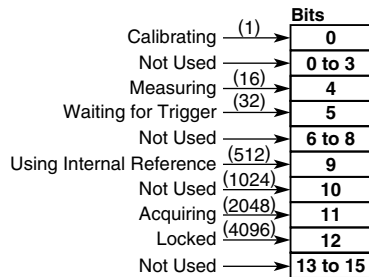 Bits
Calibrating (1) 0
Not Used 0 to 3
Measuring (16) 4
Waiting for Trigger (32) 5
Not Used 6 to 8
Using Internal Reference (512) 9
Not Used (1024) 10
Acquiring (2048) 11
Locked (4096) 12
Not Used 13 to 15